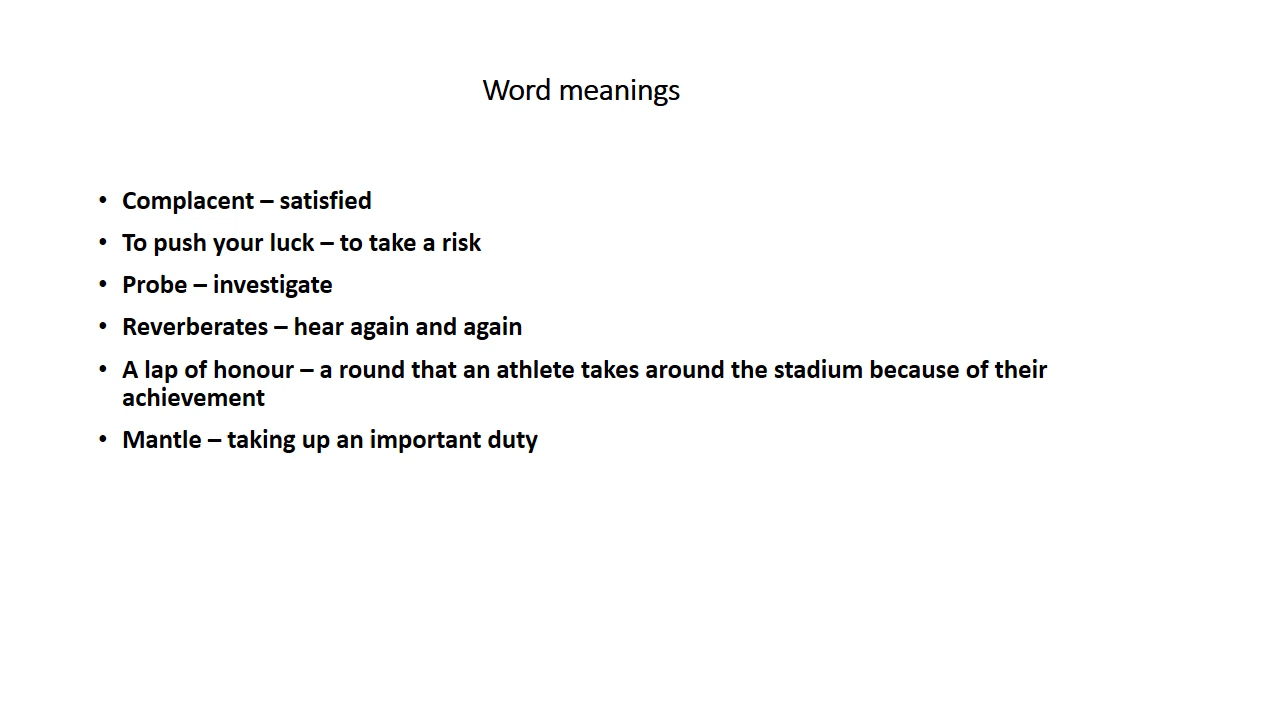 Word meanings
• Complacent – satisfied
• To push your luck – to take a risk
• Probe – investigate
• Reverberates – hear again and again
• A lap of honour – a round that an athlete takes around the stadium because of their
achievement
• Mantle – taking up an important duty